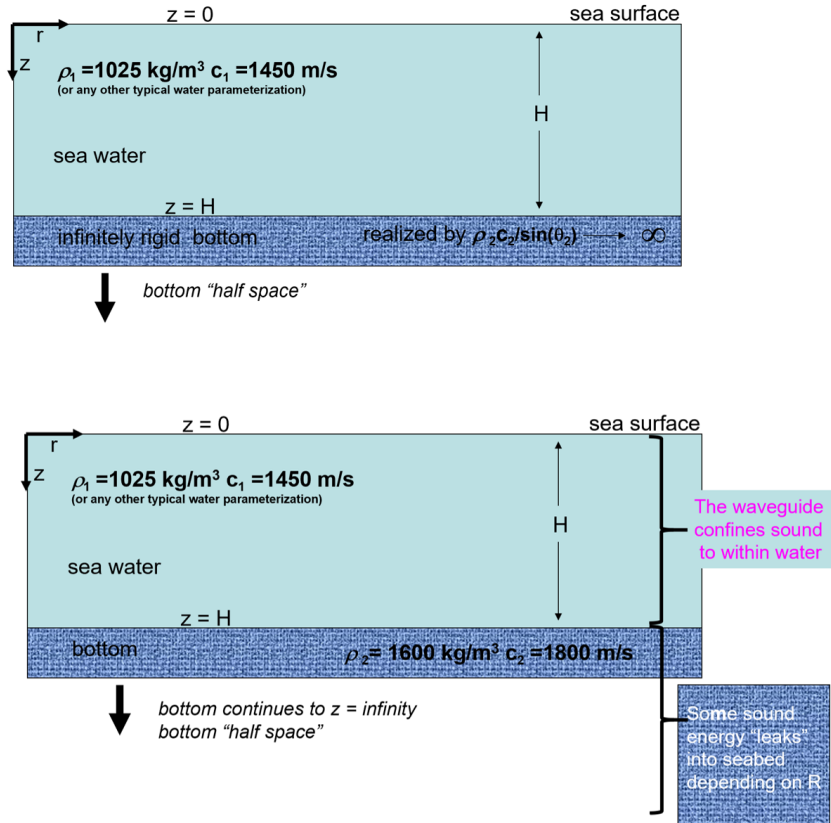 z = 0
sea surface
r
z
ρ₁ =1025 kg/m³ c₁ =1450 m/s
(or any other typical water parameterization)
H
sea water
z = H
infinitely rigid bottom
realized by ρ₂c₂/sin(θ₂) ⟶ ∞
bottom “half space”
z = 0
sea surface
r
z
ρ₁ =1025 kg/m³ c₁ =1450 m/s
(or any other typical water parameterization)
H
The waveguide
confines sound
to within water
sea water
z = H
bottom
ρ₂= 1600 kg/m³ c₂ =1800 m/s
bottom continues to z = infinity
bottom “half space”
Some sound
energy “leaks”
into seabed
depending on R